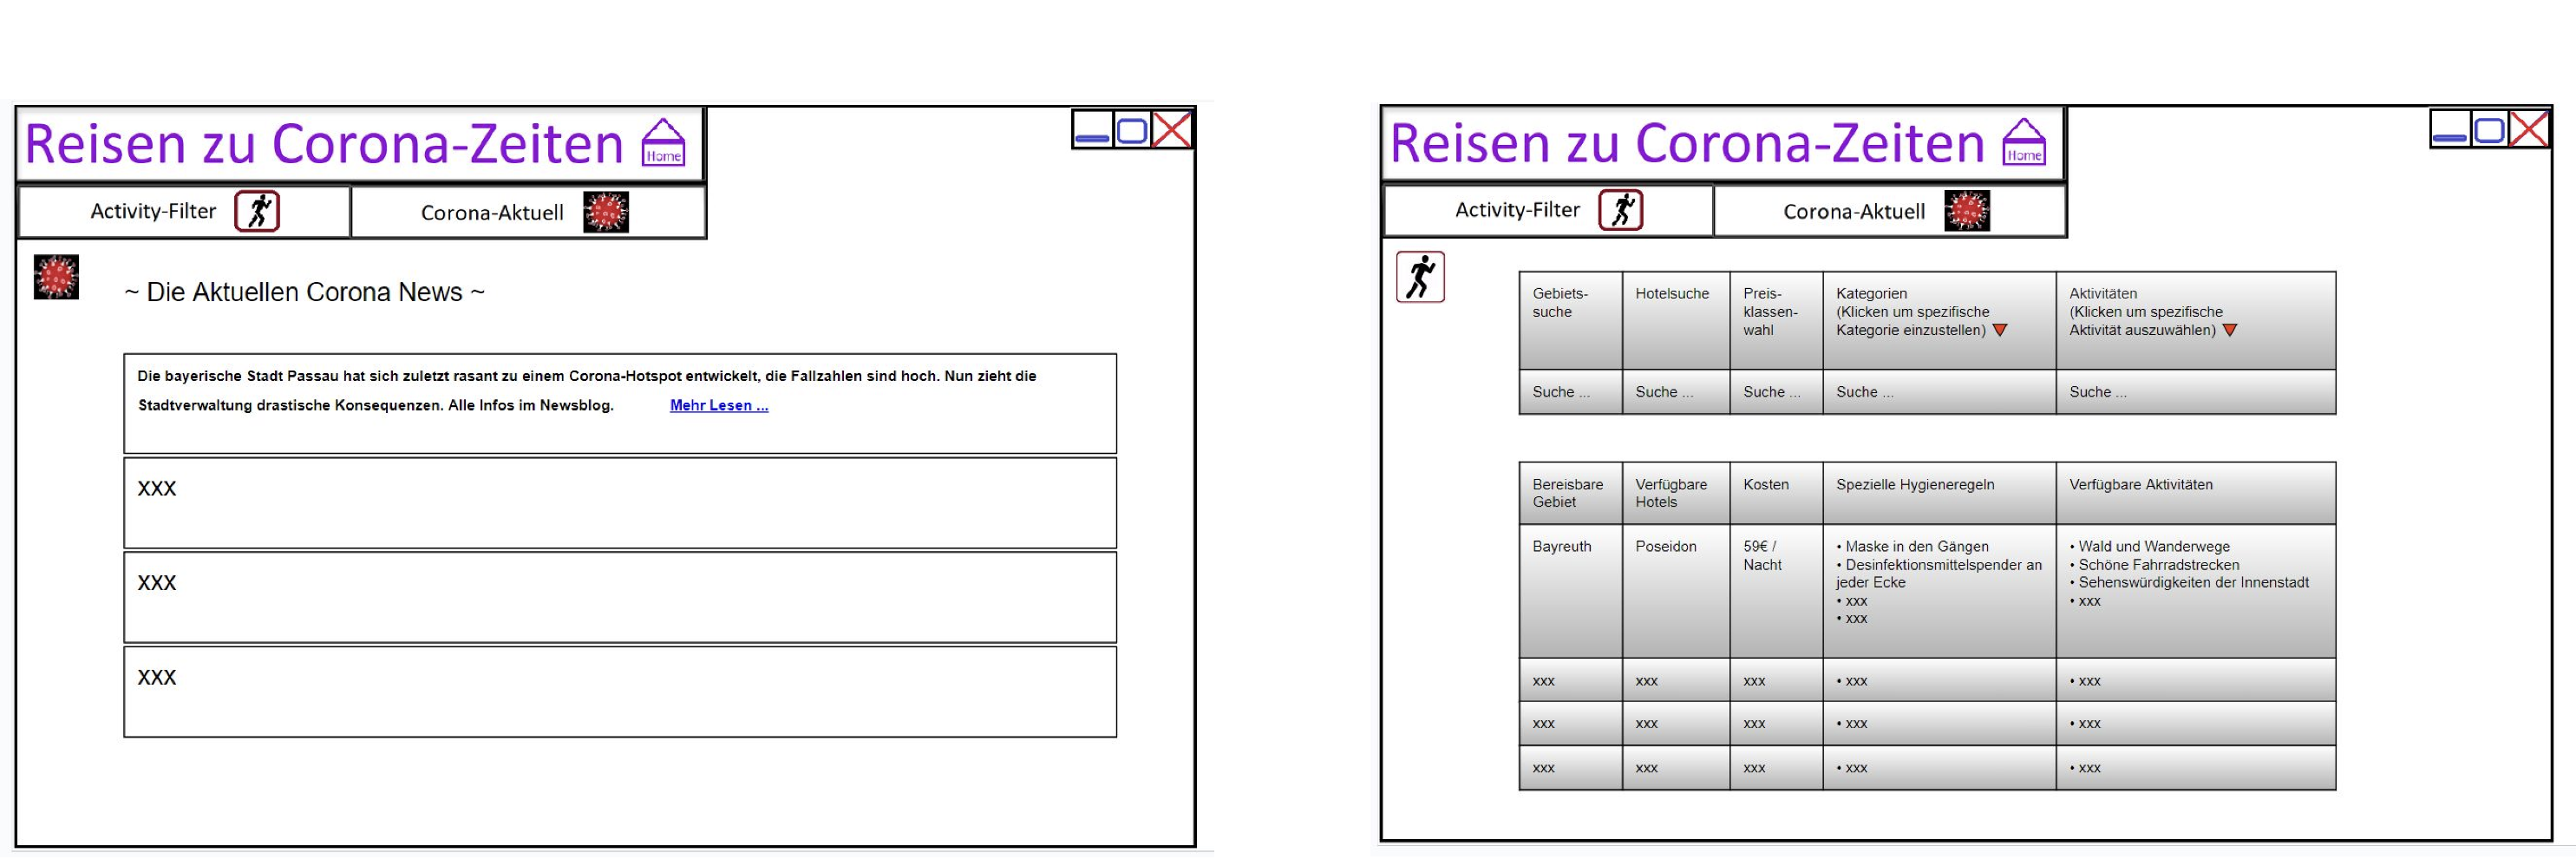 Reisen zu Corona-Zeiten
Home
Activity-Filter
Corona-Aktuell
~ Die Aktuellen Corona News ~
Die bayerische Stadt Passau hat sich zuletzt rasant zu einem Corona-Hotspot entwickelt, die Fallzahlen sind hoch. Nun zieht die
Stadtverwaltung drastische Konsequenzen. Alle Infos im Newsblog. Mehr Lesen ...
xxx
xxx
xxx
Reisen zu Corona-Zeiten
Home
Activity-Filter
Corona-Aktuell
Gebiets-
suche
Hotelsuche
Preis-
klassen-
wahl
Kategorien
(Klicken um spezifische
Kategorie einzustellen)
Aktivitäten
(Klicken um spezifische
Aktivität auszuwählen)
Suche ...
Suche ...
Suche ...
Suche ...
Suche ...
Bereisbare
Gebiet
Verfügbare
Hotels
Kosten
Spezielle Hygieneregeln
Verfügbare Aktivitäten
Bayreuth
Poseidon
59€ /
Nacht
• Maske in den Gängen
• Desinfektionsmittelspender an
jeder Ecke
• xxx
• xxx
• Wald und Wanderwege
• Schöne Fahrradstrecken
• Sehenswürdigkeiten der Innenstadt
• xxx
xxx
xxx
xxx
• xxx
• xxx
xxx
xxx
xxx
• xxx
• xxx
xxx
xxx
xxx
• xxx
• xxx